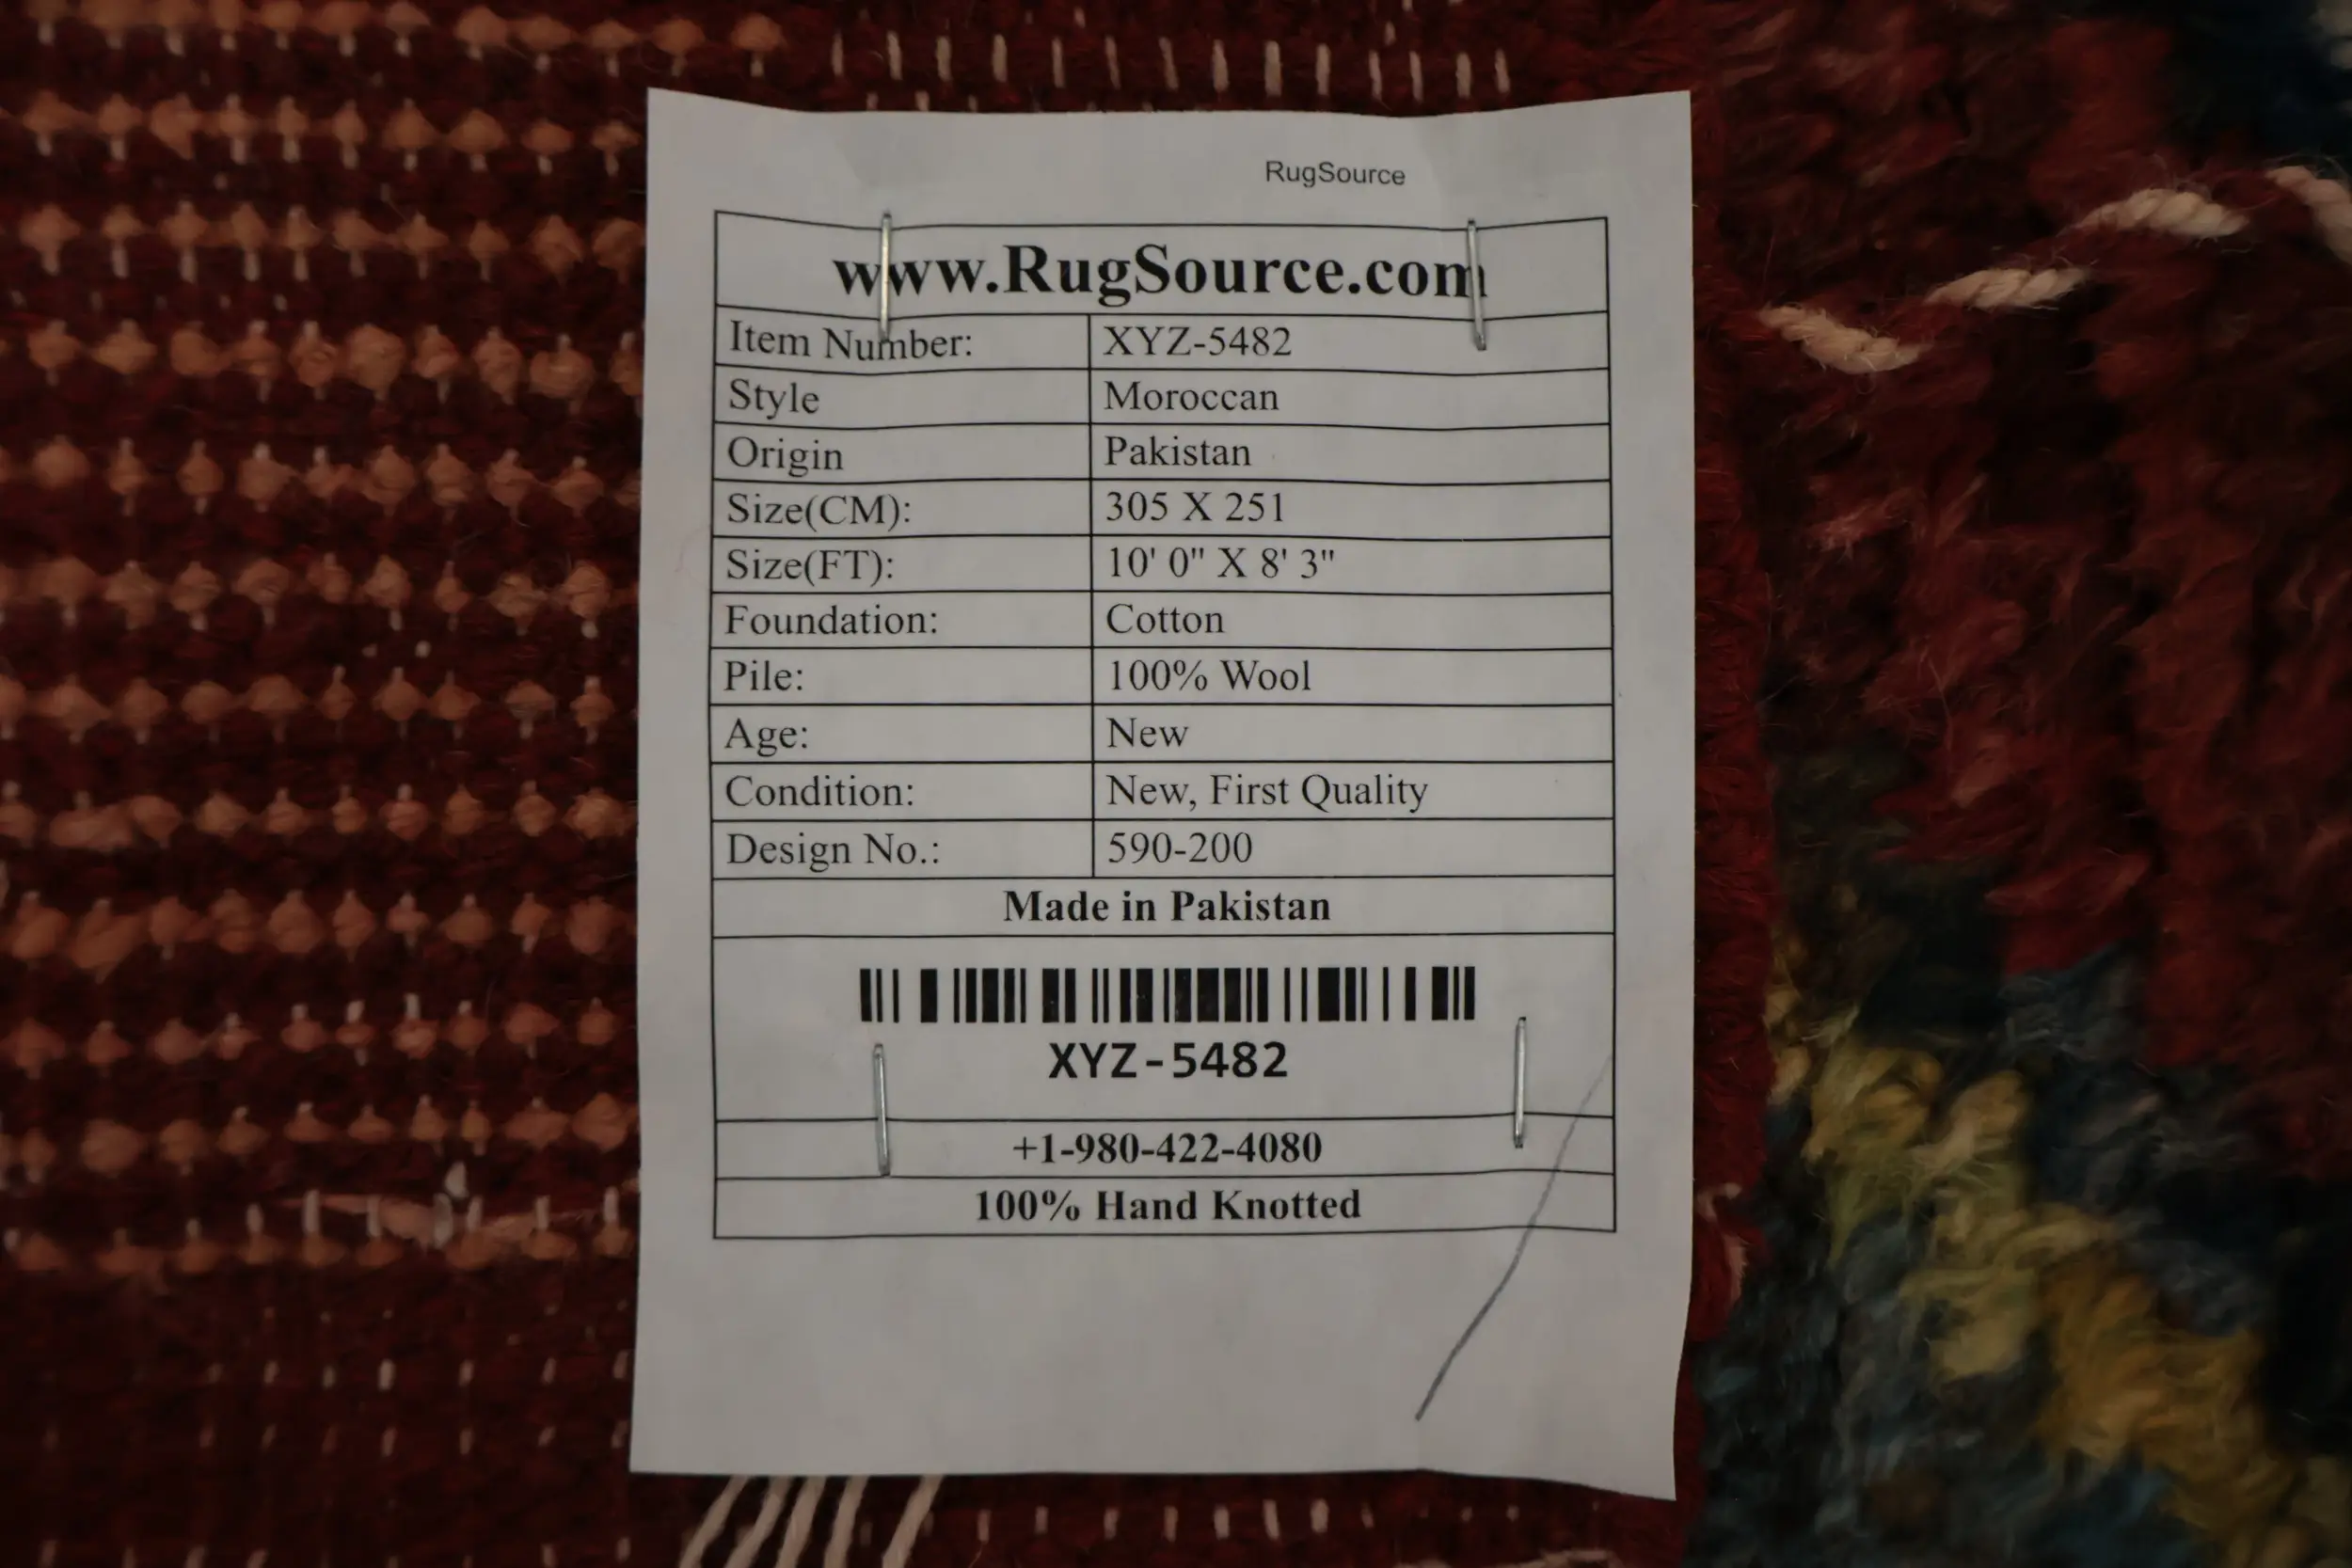 RugSource
www.RugSource.com
Item Number: XYZ-5482
Style Moroccan
Origin Pakistan
Size(CM): 305 X 251
Size(FT): 10' 0" X 8' 3"
Foundation: Cotton
Pile: 100% Wool
Age: New
Condition: New, First Quality
Design No.: 590-200
Made in Pakistan
XYZ-5482
+1-980-422-4080
100% Hand Knotted